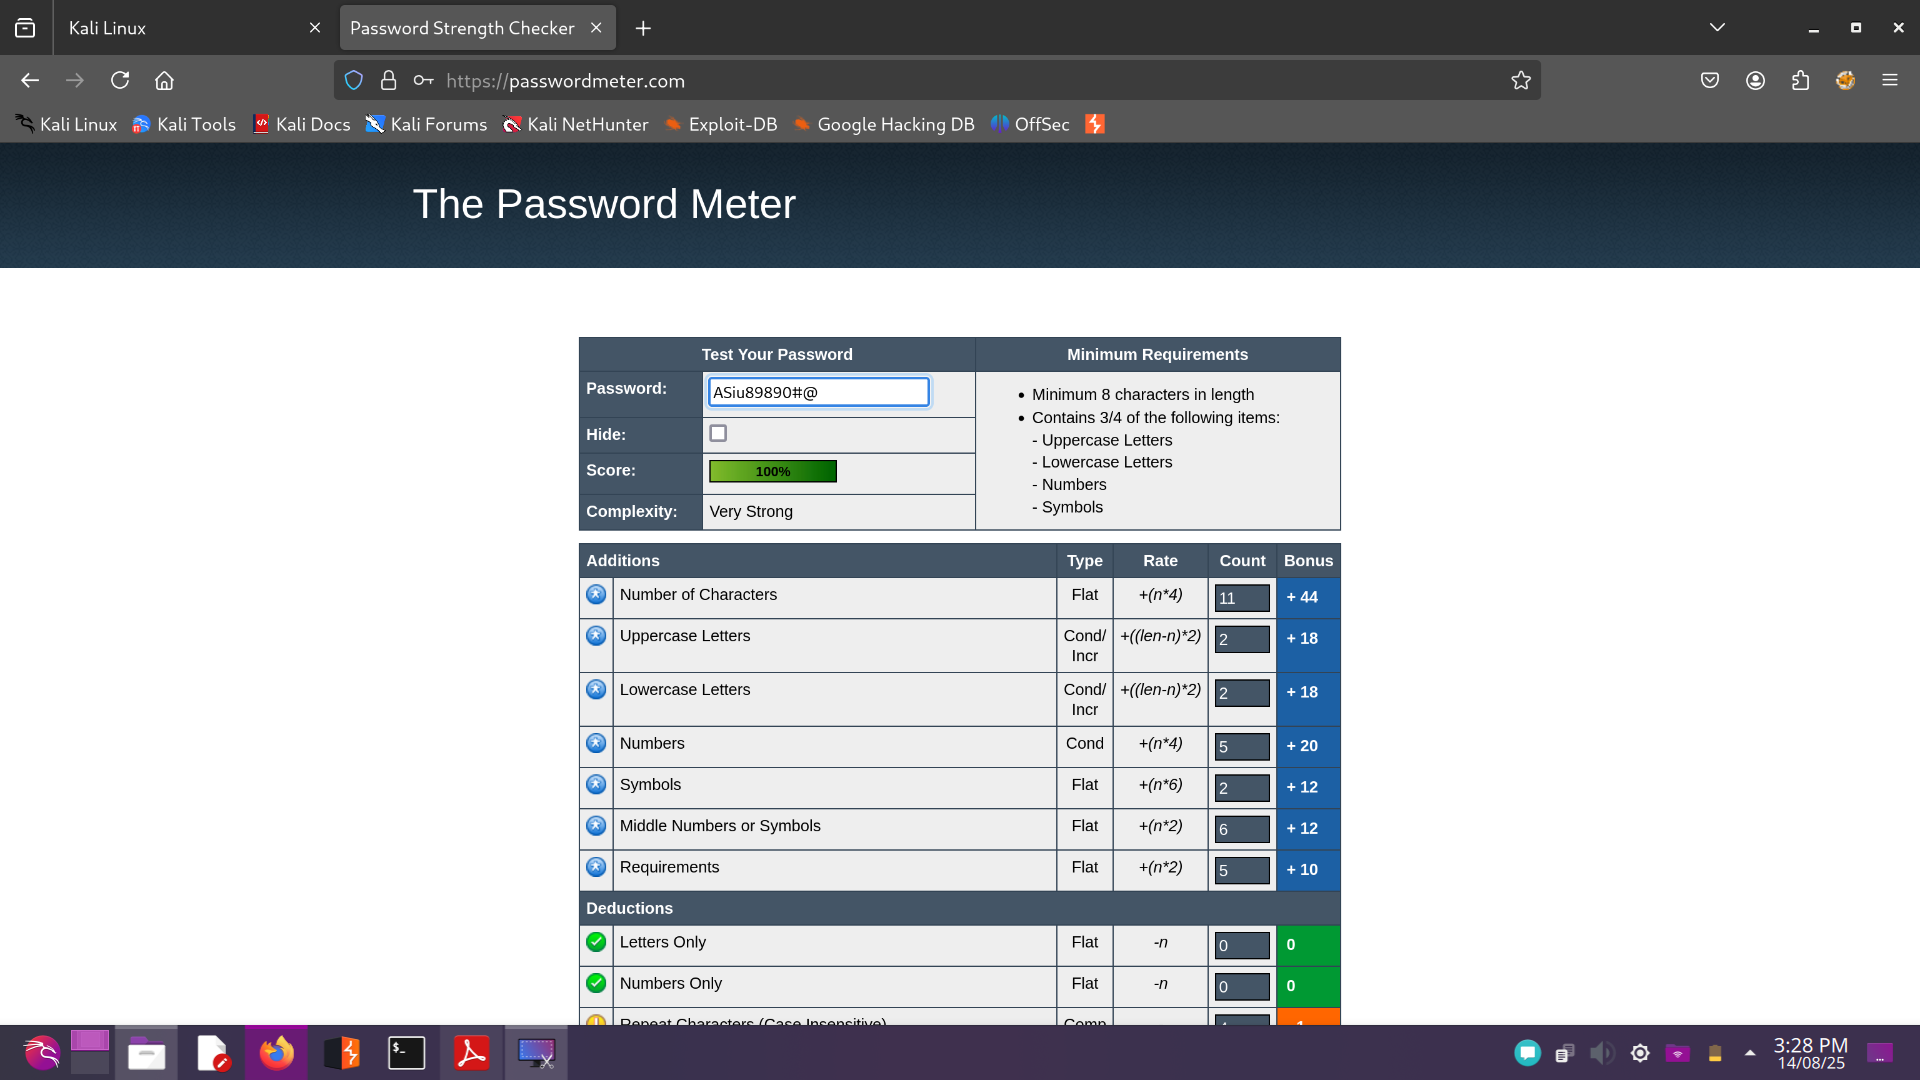 Kali Linux
Password Strength Checker
https://passwordmeter.com
Kali Linux Kali Tools Kali Docs Kali Forums Kali NetHunter Exploit-DB Google Hacking DB OffSec
The Password Meter
Test Your Password Minimum Requirements
Password: ASiu89890#@
Hide:
Score: 100%
Complexity: Very Strong
• Minimum 8 characters in length
• Contains 3/4 of the following items:
- Uppercase Letters
- Lowercase Letters
- Numbers
- Symbols
Additions Type Rate Count Bonus
Number of Characters Flat +(n*4) 11 + 44
Uppercase Letters Cond/Incr +((len-n)*2) 2 + 18
Lowercase Letters Cond/Incr +((len-n)*2) 2 + 18
Numbers Cond +(n*4) 5 + 20
Symbols Flat +(n*6) 2 + 12
Middle Numbers or Symbols Flat +(n*2) 6 + 12
Requirements Flat +(n*2) 5 + 10
Deductions
Letters Only Flat -n 0 0
Numbers Only Flat -n 0 0
Repeat Characters (Case Insensitive) Comp
3:28 PM
14/08/25